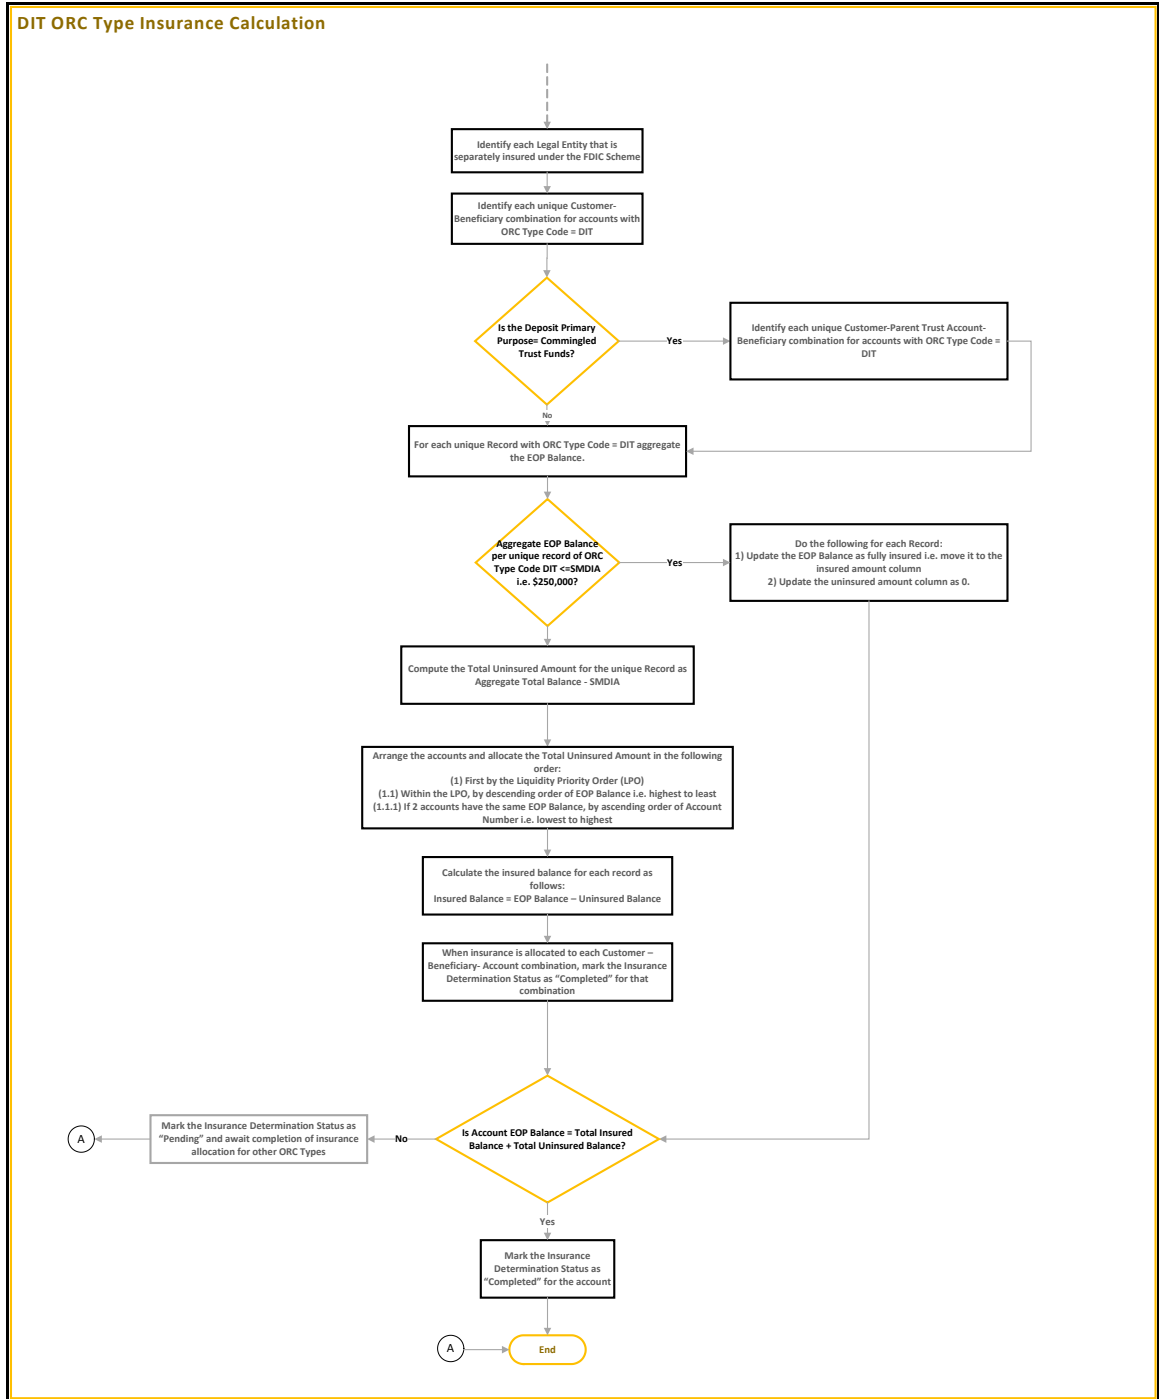 DIT ORC Type Insurance Calculation
Identify each Legal Entity that is
separately insured under the FDIC Scheme
Identify each unique Customer-
Beneficiary combination for accounts with
ORC Type Code = DIT
Is the Deposit Primary
Purpose= Commingled
Trust Funds?
Yes
Identify each unique Customer-Parent Trust Account-
Beneficiary combination for accounts with ORC Type Code =
DIT
No
For each unique Record with ORC Type Code = DIT aggregate
the EOP Balance.
Aggregate EOP Balance
per unique record of ORC
Type Code DIT <=SMDIA
i.e. $250,000?
Yes
Do the following for each Record:
1) Update the EOP Balance as fully insured i.e. move it to the
insured amount column
2) Update the uninsured amount column as 0.
Compute the Total Uninsured Amount for the unique Record as
Aggregate Total Balance - SMDIA
Arrange the accounts and allocate the Total Uninsured Amount in the following
order:
(1) First by the Liquidity Priority Order (LPO)
(1.1) Within the LPO, by descending order of EOP Balance i.e. highest to least
(1.1.1) If 2 accounts have the same EOP Balance, by ascending order of Account
Number i.e. lowest to highest
Calculate the insured balance for each record as
follows:
Insured Balance = EOP Balance – Uninsured Balance
When insurance is allocated to each Customer –
Beneficiary- Account combination, mark the Insurance
Determination Status as “Completed” for that
combination
Is Account EOP Balance = Total Insured
Balance + Total Uninsured Balance?
No
Mark the Insurance Determination Status as
“Pending” and await completion of insurance
allocation for other ORC Types
A
Yes
Mark the Insurance
Determination Status as
“Completed” for the account
A
End